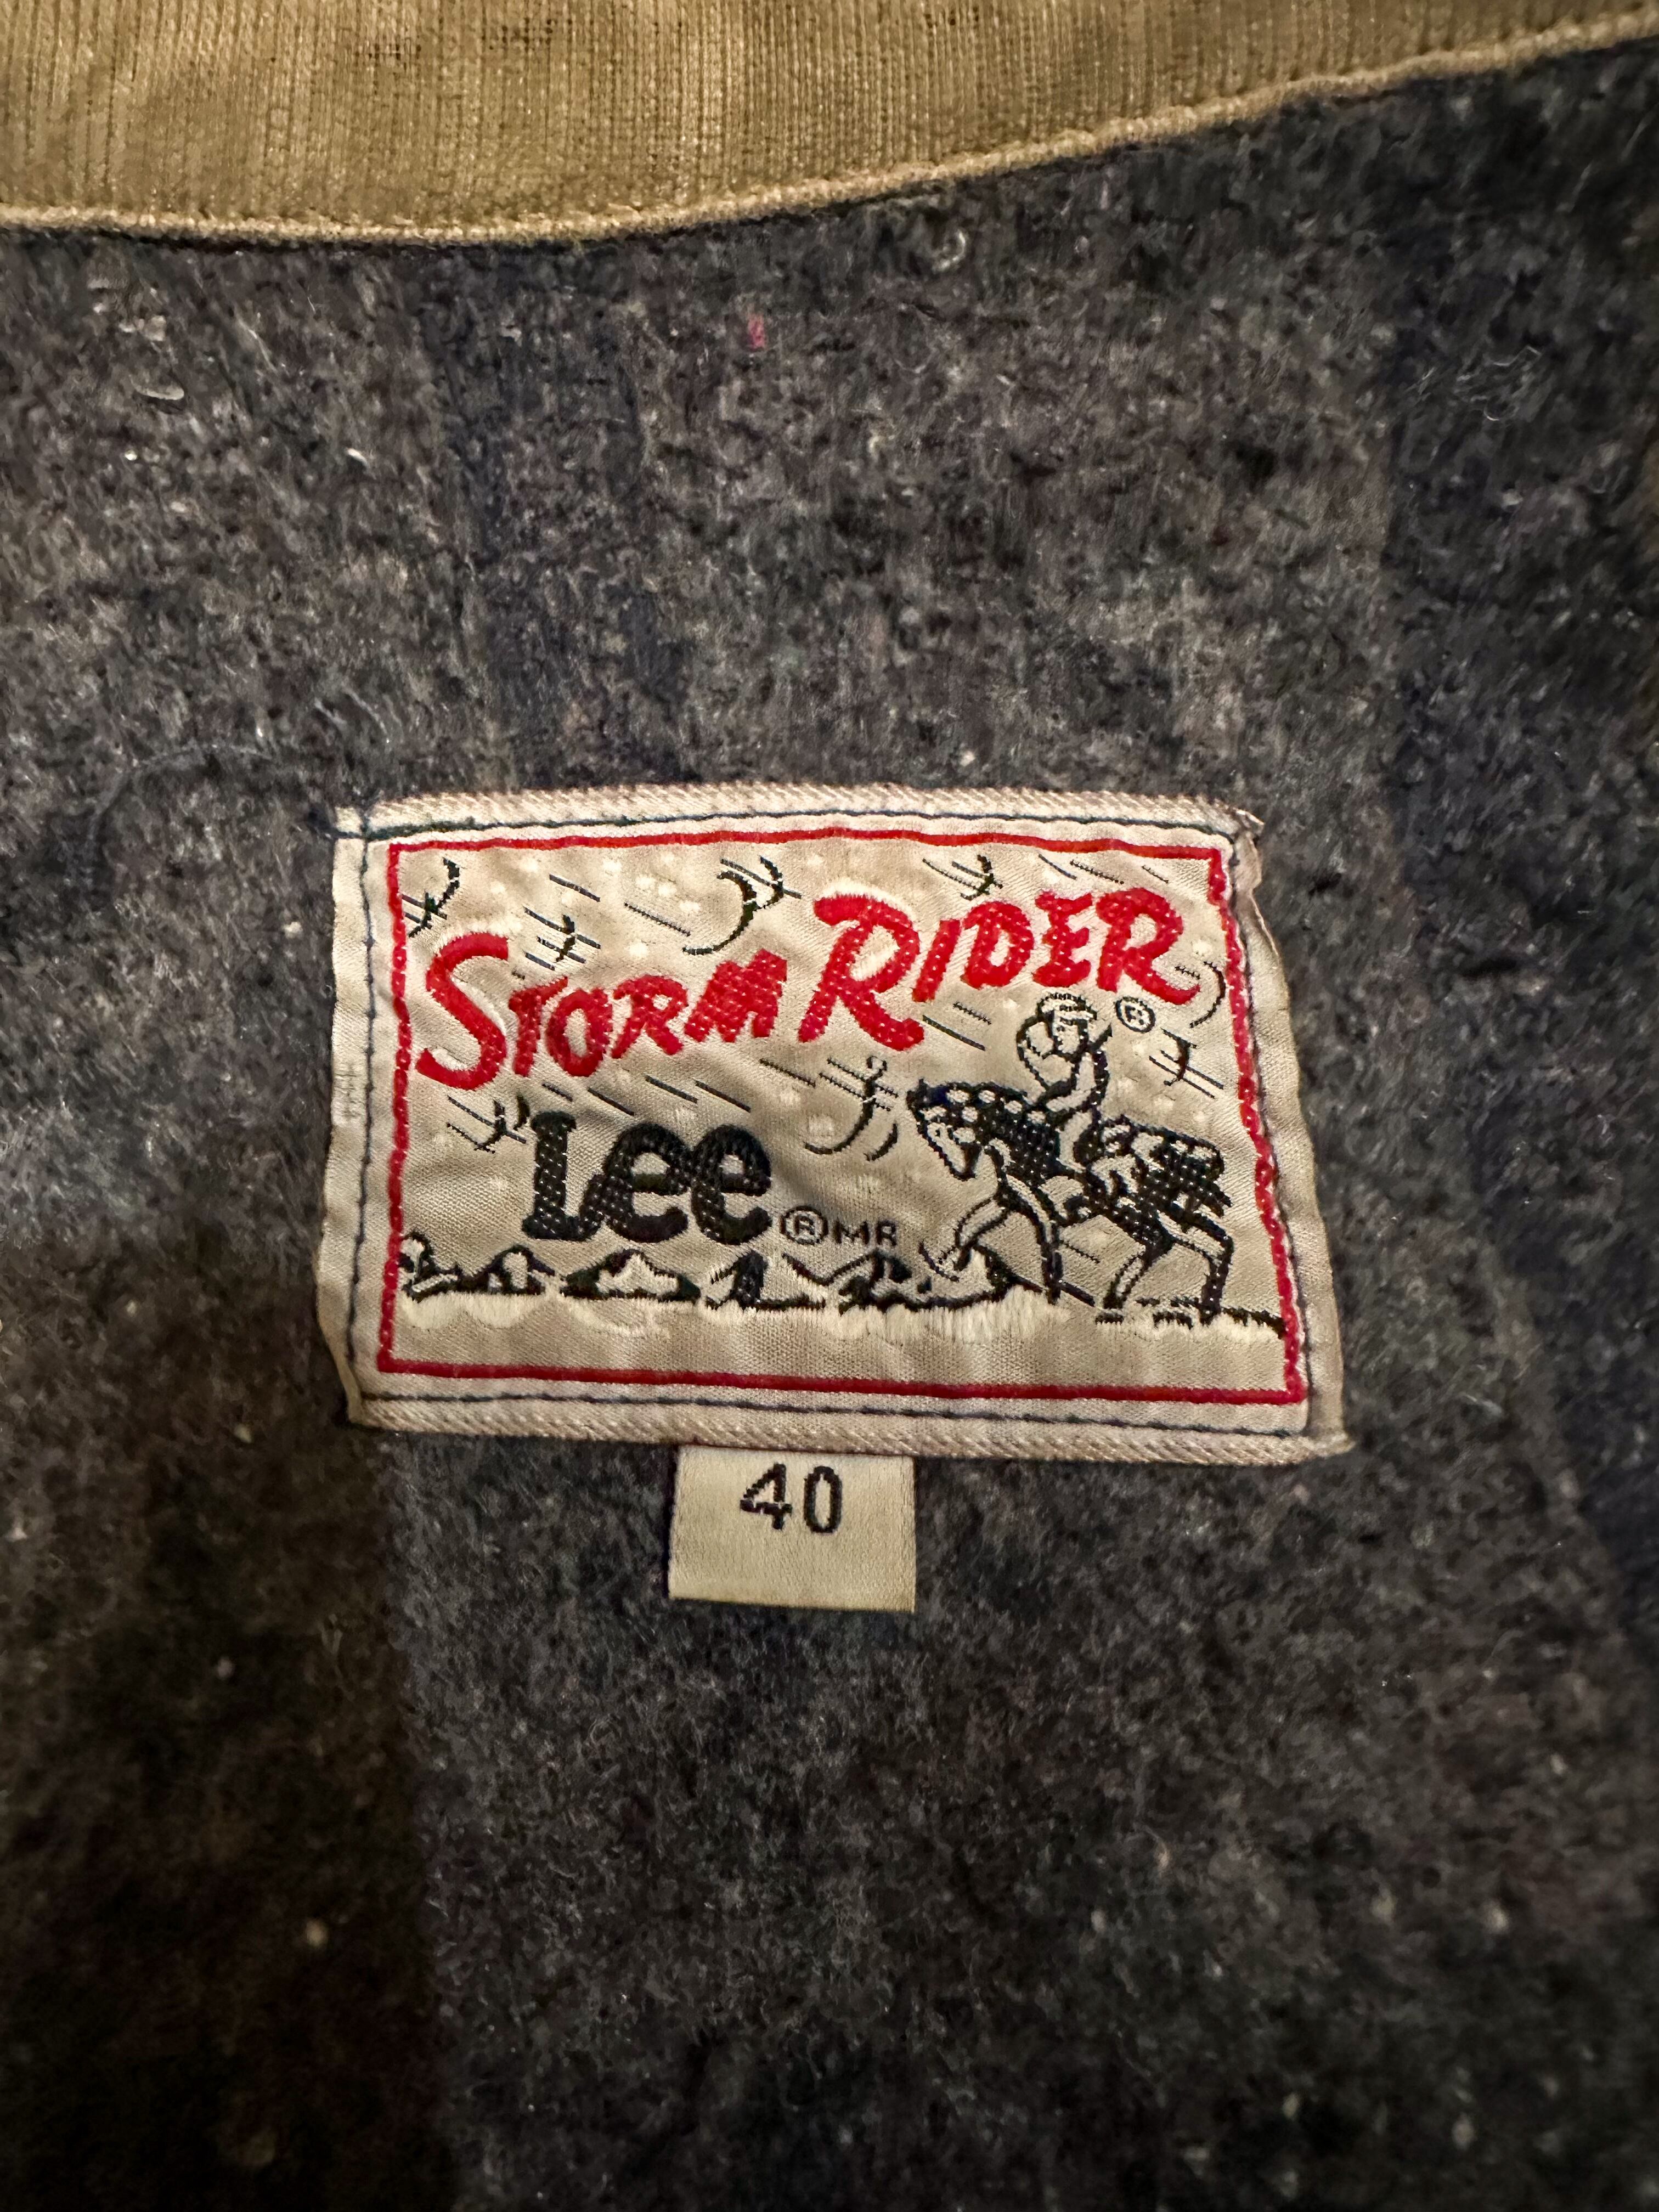 STORM RIDER ®
Lee ® MR
40